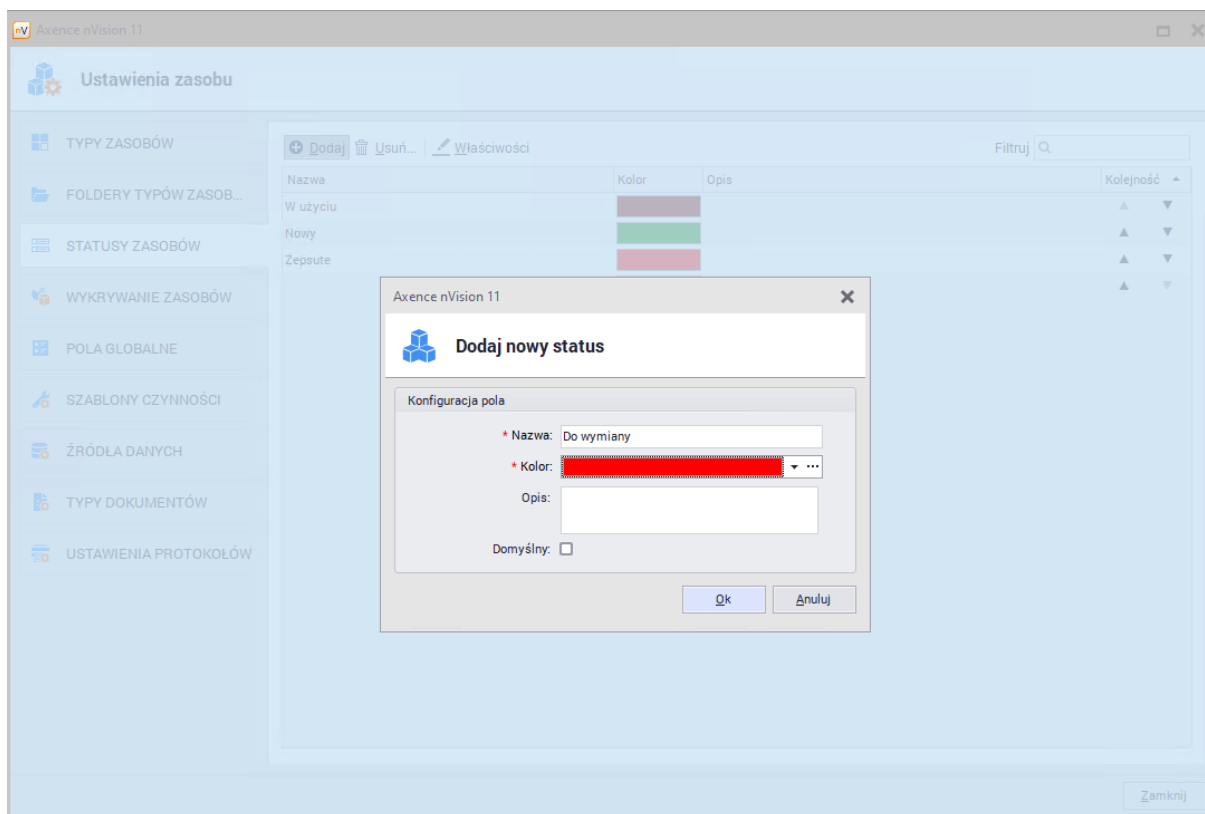 nV Axence nVision 11
Ustawienia zasobu
TYPY ZASOBÓW
FOLDERY TYPÓW ZASOB...
STATUSY ZASOBÓW
WYKRYWANIE ZASOBÓW
POLA GLOBALNE
SZABLONY CZYNNOŚCI
ŹRÓDŁA DANYCH
TYPY DOKUMENTÓW
USTAWIENIA PROTOKOŁÓW
Dodaj Usuń... Właściwości Filtruj
Nazwa Kolor Opis Kolejność
W użyciu
Nowy
Zepsute
Axence nVision 11
Dodaj nowy status
Konfiguracja pola
* Nazwa: Do wymiany
* Kolor:
Opis:
Domyślny:
Ok Anuluj
Zamknij